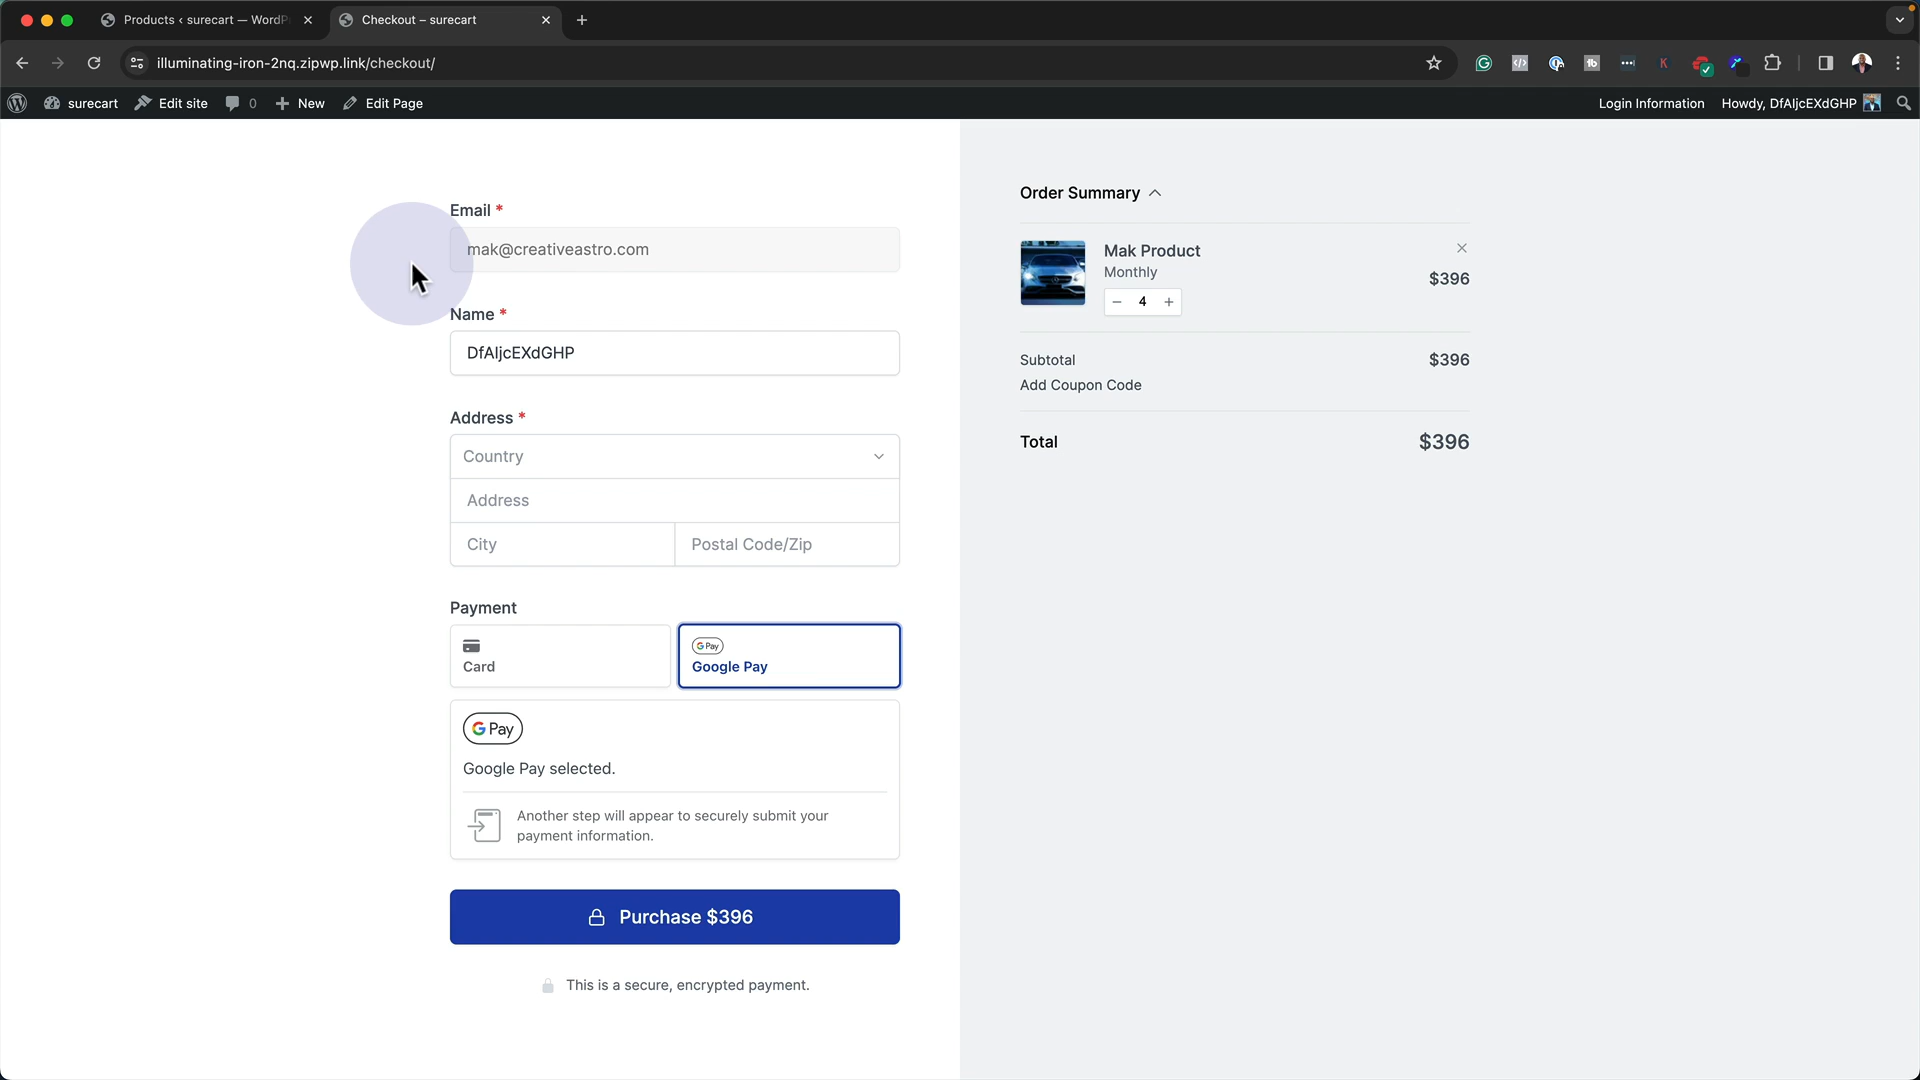 Products ‹ surecart — WordP
Checkout – surecart
illuminating-iron-2nq.zipwp.link/checkout/
surecart
Edit site
0
New
Edit Page
Login Information
Howdy, DfAljcEXdGHP
Email *
mak@creativeastro.com
Name *
DfAljcEXdGHP
Address *
Country
Address
City
Postal Code/Zip
Payment
Card
G Pay
Google Pay
G Pay
Google Pay selected.
Another step will appear to securely submit your
payment information.
Purchase $396
This is a secure, encrypted payment.
Order Summary
Mak Product
Monthly
$396
− 4 +
Subtotal
$396
Add Coupon Code
Total
$396